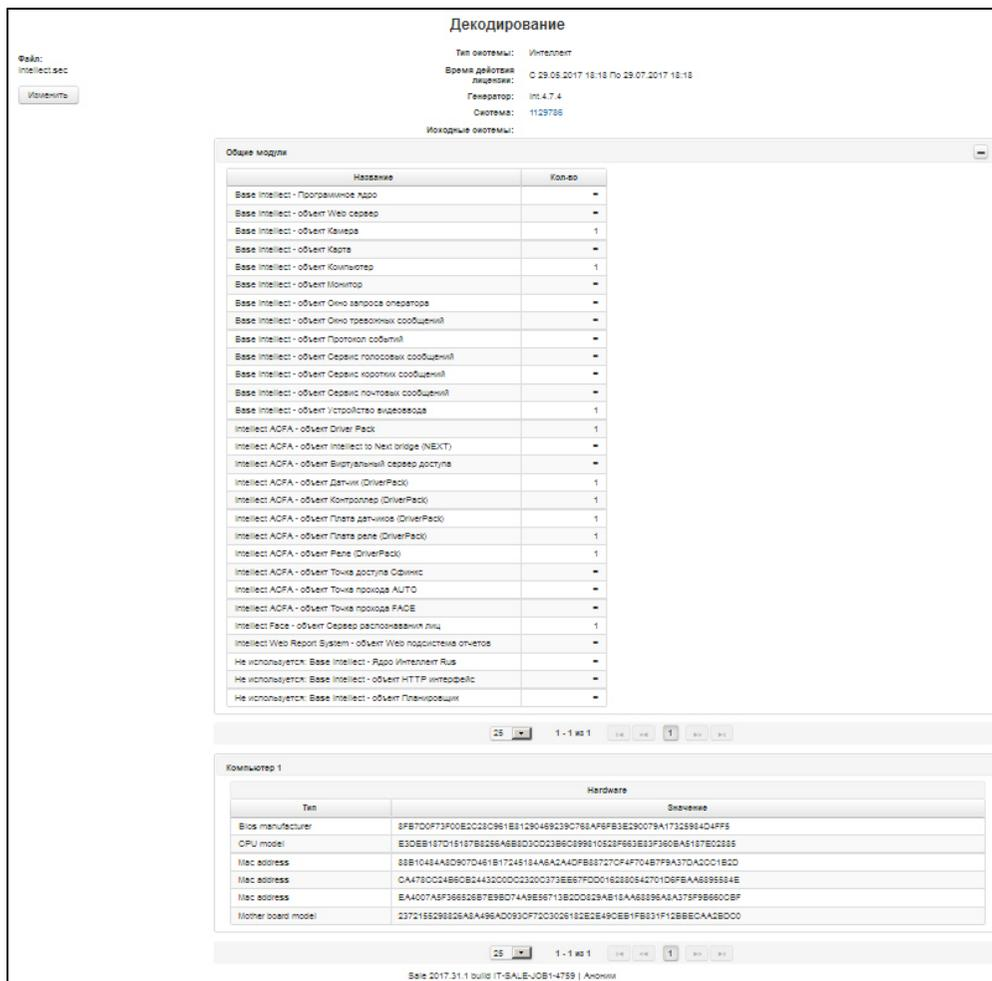 Декодирование
Файл:
intellect.sec
Изменить
Тип системы: Интеллект
Время действия лицензии: С 29.05.2017 18:18 По 29.07.2017 18:18
Генератор: Int.4.7.4
Система: 1129786
Исходные системы:
Общие модули
Название Кол-во
Base Intellect - Программное ядро -
Base Intellect - объект Web сервер -
Base Intellect - объект Камера 1
Base Intellect - объект Карта -
Base Intellect - объект Компьютер 1
Base Intellect - объект Монитор -
Base Intellect - объект Окно запроса оператора -
Base Intellect - объект Окно тревожных сообщений -
Base Intellect - объект Протокол событий -
Base Intellect - объект Сервис голосовых сообщений -
Base Intellect - объект Сервис коротких сообщений -
Base Intellect - объект Сервис почтовых сообщений -
Base Intellect - объект Устройство видеоввода 1
Intellect ACFA - объект Driver Pack 1
Intellect ACFA - объект Intellect to Next bridge (NEXT) -
Intellect ACFA - объект Виртуальный сервер доступа -
Intellect ACFA - объект Датчик (DriverPack) 1
Intellect ACFA - объект Контроллер (DriverPack) 1
Intellect ACFA - объект Плата датчиков (DriverPack) 1
Intellect ACFA - объект Плата реле (DriverPack) 1
Intellect ACFA - объект Реле (DriverPack) 1
Intellect ACFA - объект Точка доступа Сфинкс -
Intellect ACFA - объект Точка прохода AUTO -
Intellect ACFA - объект Точка прохода FACE -
Intellect Face - объект Сервер распознавания лиц 1
Intellect Web Report System - объект Web подсистема отчетов -
Не используется: Base Intellect - Ядро Интеллект Rus -
Не используется: Base Intellect - объект HTTP интерфейс -
Не используется: Base Intellect - объект Планировщик -
25 1 - 1 из 1 1
Компьютер 1
Hardware
Тип Значение
Bios manufacturer
CPU model
Mac address
Mac address
Mac address
Mother board model
25 1 - 1 из 1 1
Sale 2017.31.1 build IT-SALE-JOB1-4759 | Аноним